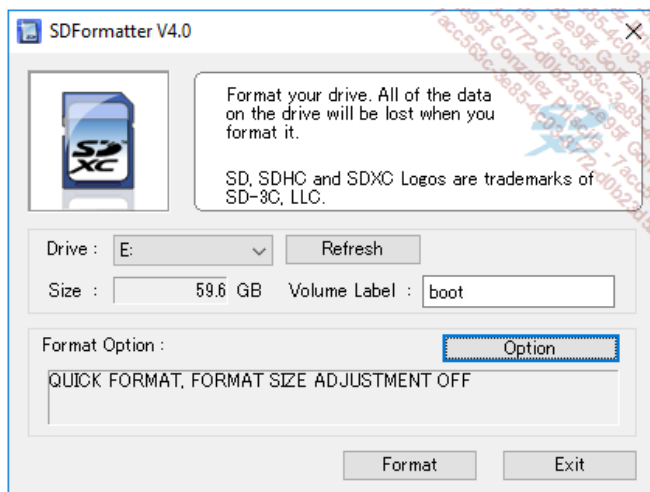 SDFormatter V4.0
Format your drive. All of the data
on the drive will be lost when you
format it.
SD, SDHC and SDXC Logos are trademarks of
SD-3C, LLC.
SD
XC
Drive :
E:
Refresh
Size :
59.6 GB
Volume Label :
boot
Format Option :
Option
QUICK FORMAT, FORMAT SIZE ADJUSTMENT OFF
Format
Exit